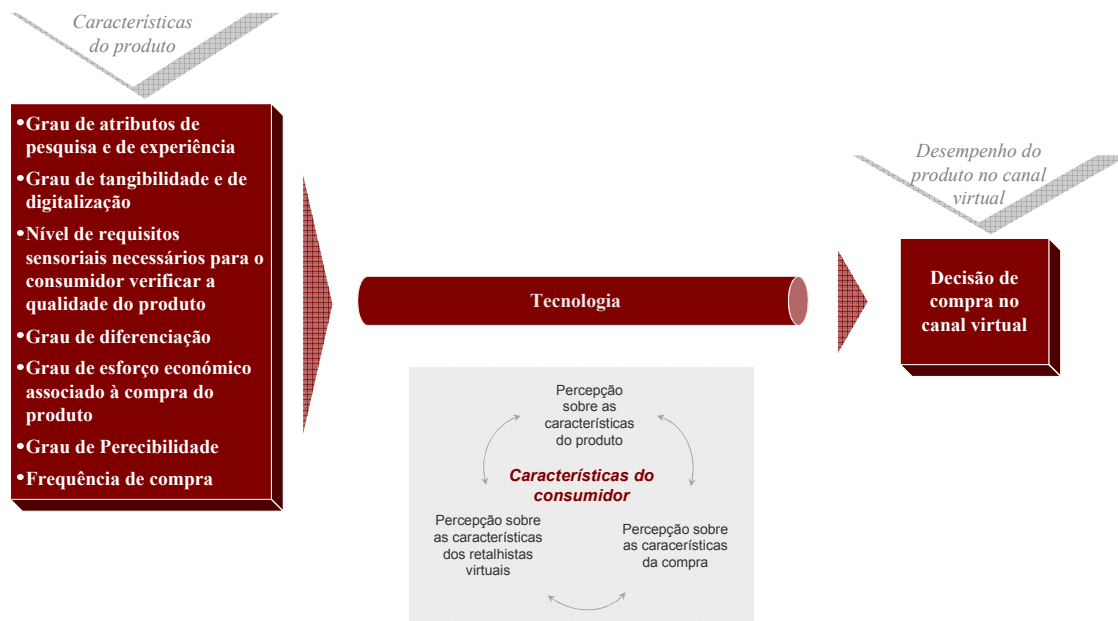 Características
do produto
•Grau de atributos de
pesquisa e de experiência
•Grau de tangibilidade e de
digitalização
•Nível de requisitos
sensoriais necessários para o
consumidor verificar a
qualidade do produto
•Grau de diferenciação
•Grau de esforço económico
associado à compra do
produto
•Grau de Perecibilidade
•Frequência de compra
Tecnologia
Percepção
sobre as
características
do produto
Características do
consumidor
Percepção sobre
as características
dos retalhistas
virtuais
Percepção sobre
as caracerísticas
da compra
Desempenho do
produto no canal
virtual
Decisão de
compra no
canal virtual